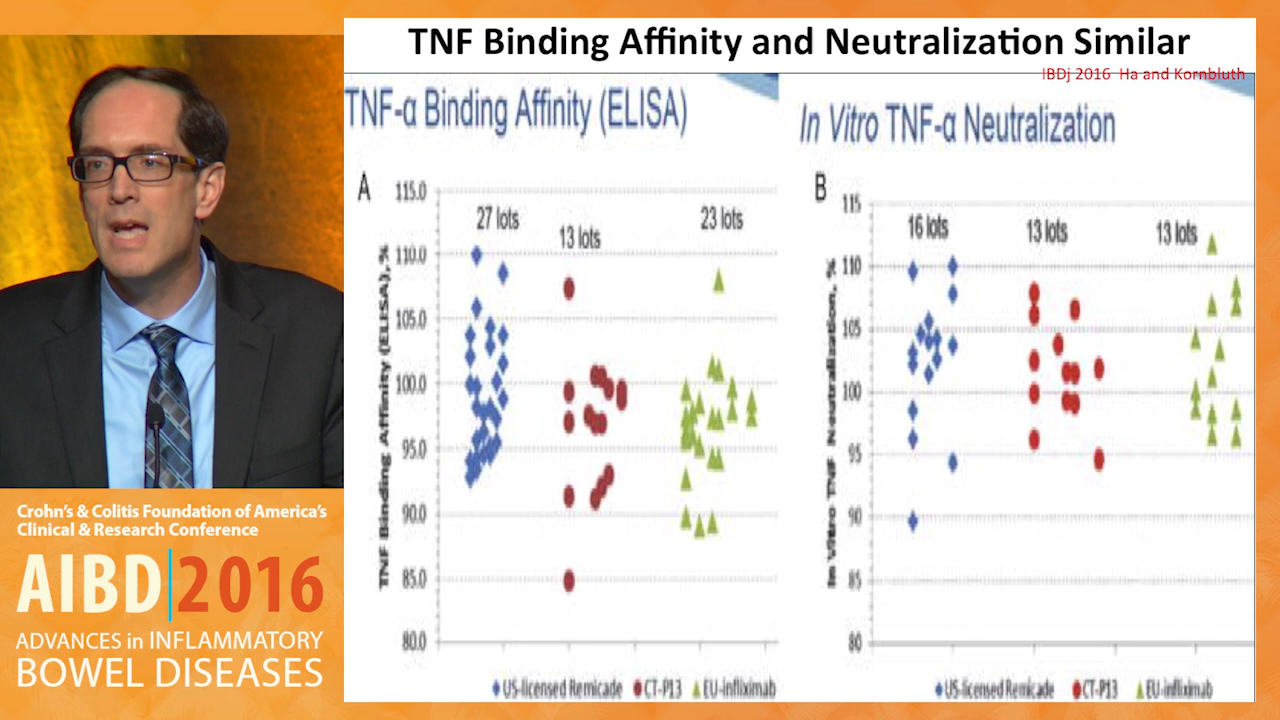 TNF Binding Affinity and Neutralization Similar
IBDj 2016 Ha and Kornbluth
TNF-α Binding Affinity (ELISA)
A
TNF Binding Affinity (ELISA), %
115.0
110.0
105.0
100.0
95.0
90.0
85.0
80.0
27 lots
13 lots
23 lots
US-licensed Remicade
CT-P13
EU-infliximab
In Vitro TNF-α Neutralization
B
In Vitro TNF Neutralization, %
115
110
105
100
95
90
85
80
16 lots
13 lots
13 lots
US-licensed Remicade
CT-P13
EU-infliximab
Crohn's & Colitis Foundation of America's
Clinical & Research Conference
AIBD|2016
ADVANCES in INFLAMMATORY
BOWEL DISEASES